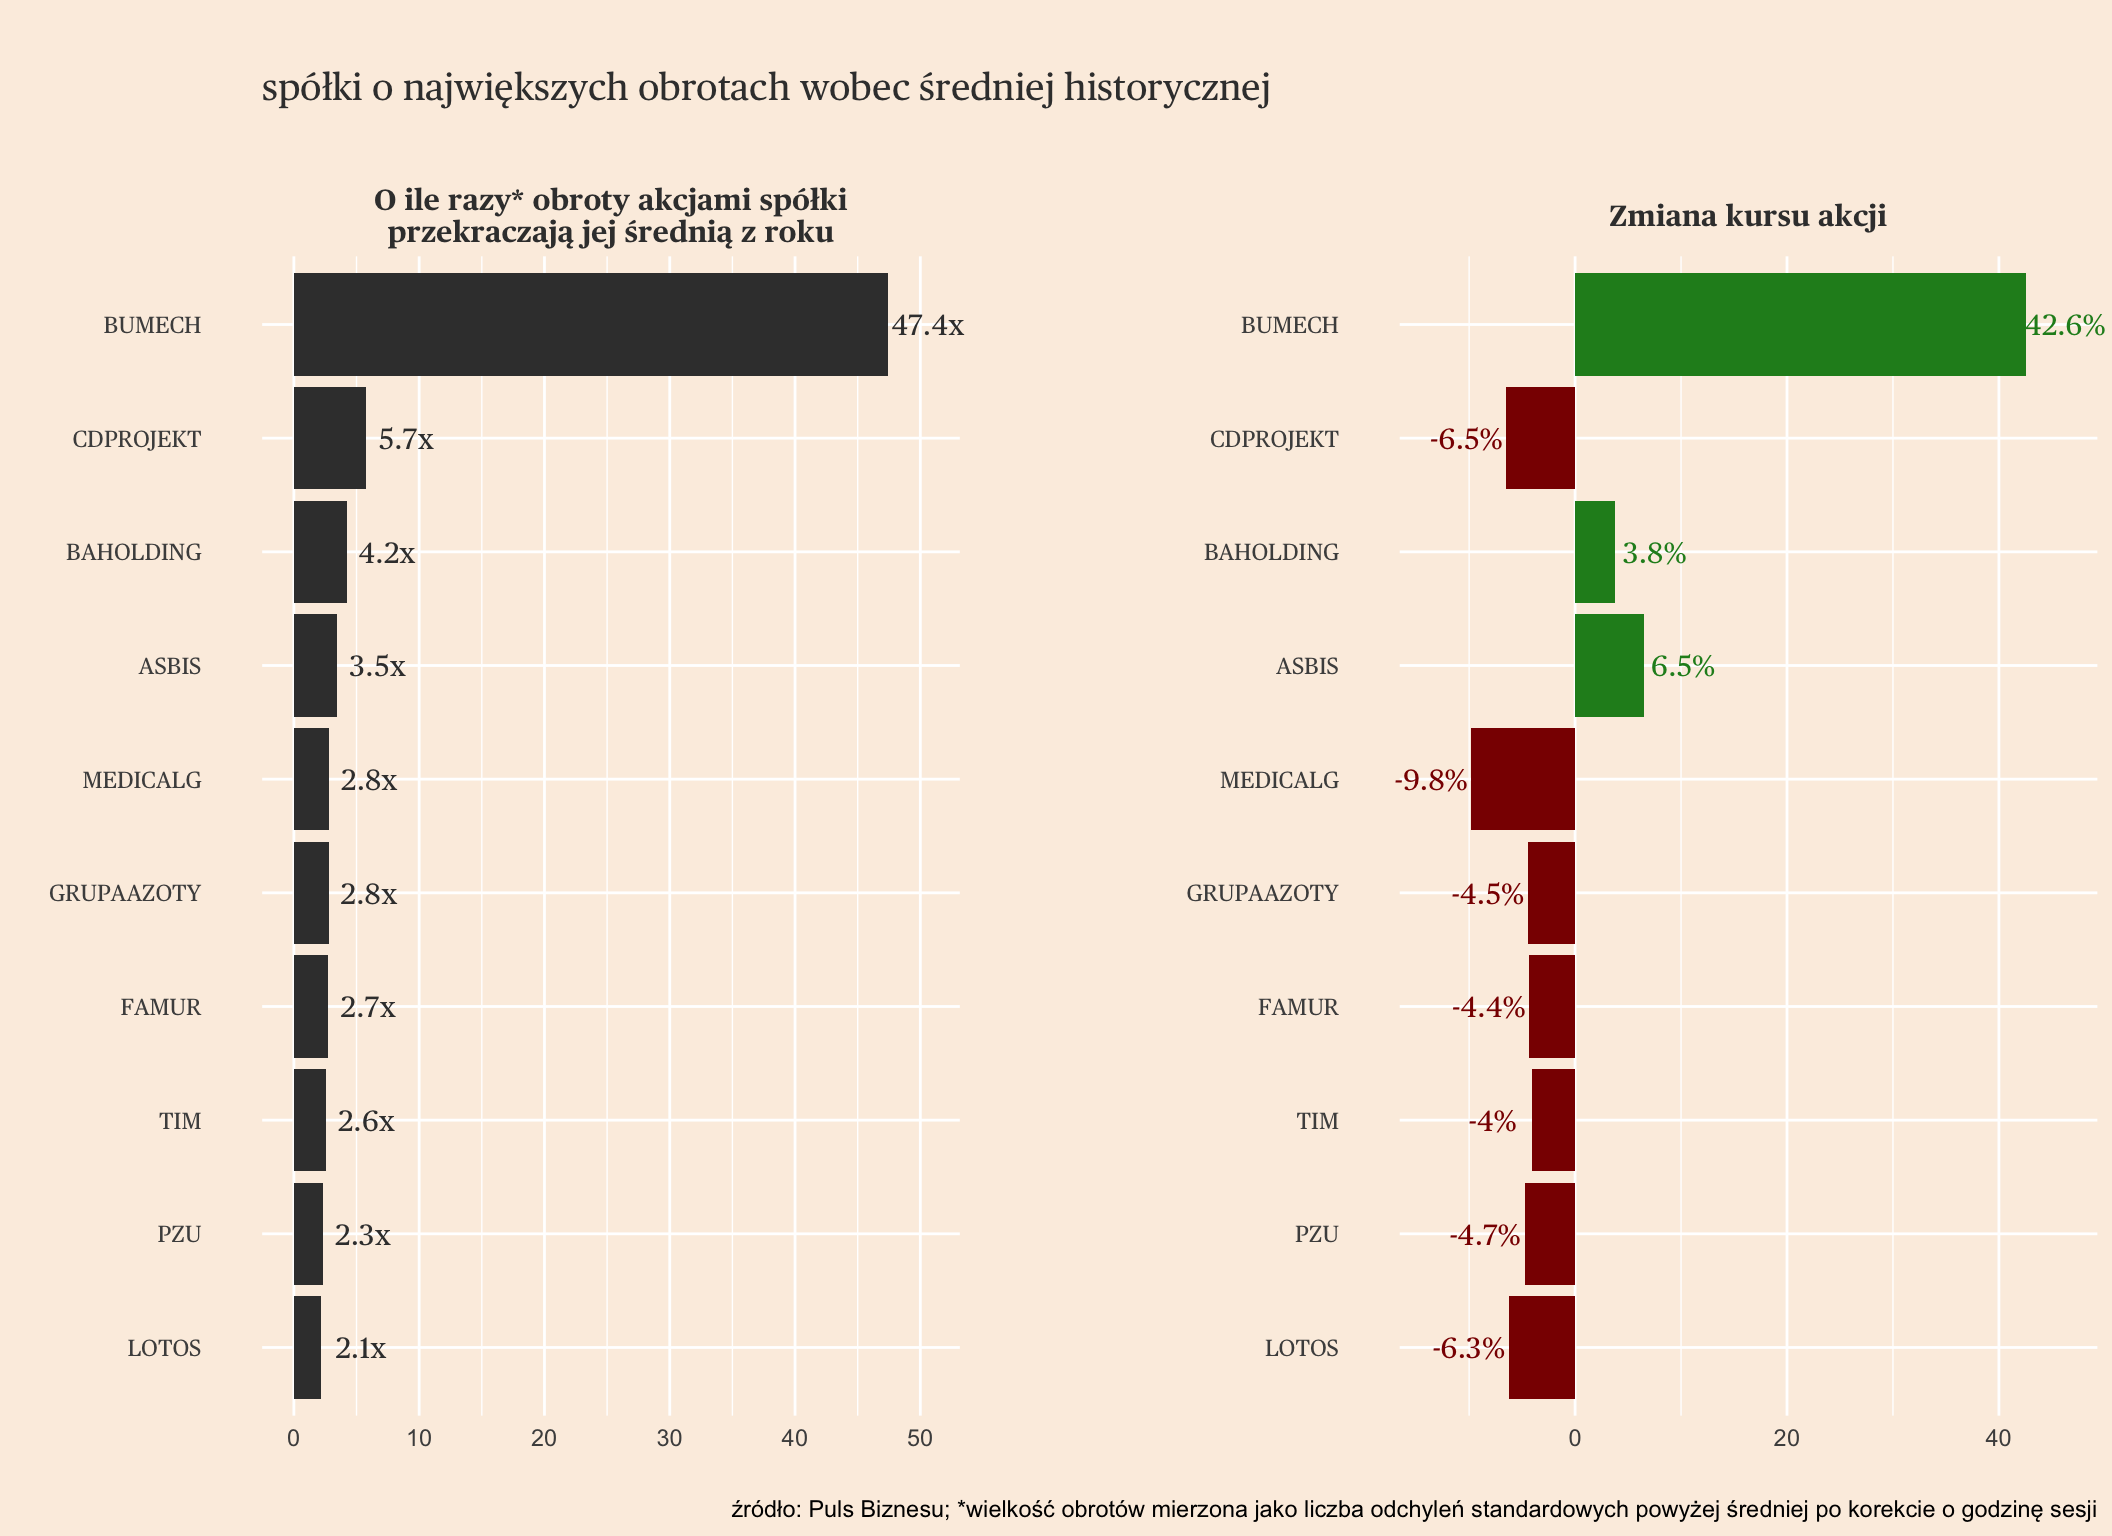 spółki o największych obrotach wobec średniej historycznej
O ile razy* obroty akcjami spółki
przekraczają jej średnią z roku
BUMECH 47.4x
CDPROJEKT 5.7x
BAHOLDING 4.2x
ASBIS 3.5x
MEDICALG 2.8x
GRUPAAZOTY 2.8x
FAMUR 2.7x
TIM 2.6x
PZU 2.3x
LOTOS 2.1x
0 10 20 30 40 50
Zmiana kursu akcji
BUMECH 42.6%
CDPROJEKT -6.5%
BAHOLDING 3.8%
ASBIS 6.5%
MEDICALG -9.8%
GRUPAAZOTY -4.5%
FAMUR -4.4%
TIM -4%
PZU -4.7%
LOTOS -6.3%
0 20 40
źródło: Puls Biznesu; *wielkość obrotów mierzona jako liczba odchyleń standardowych powyżej średniej po korekcie o godzinę sesji